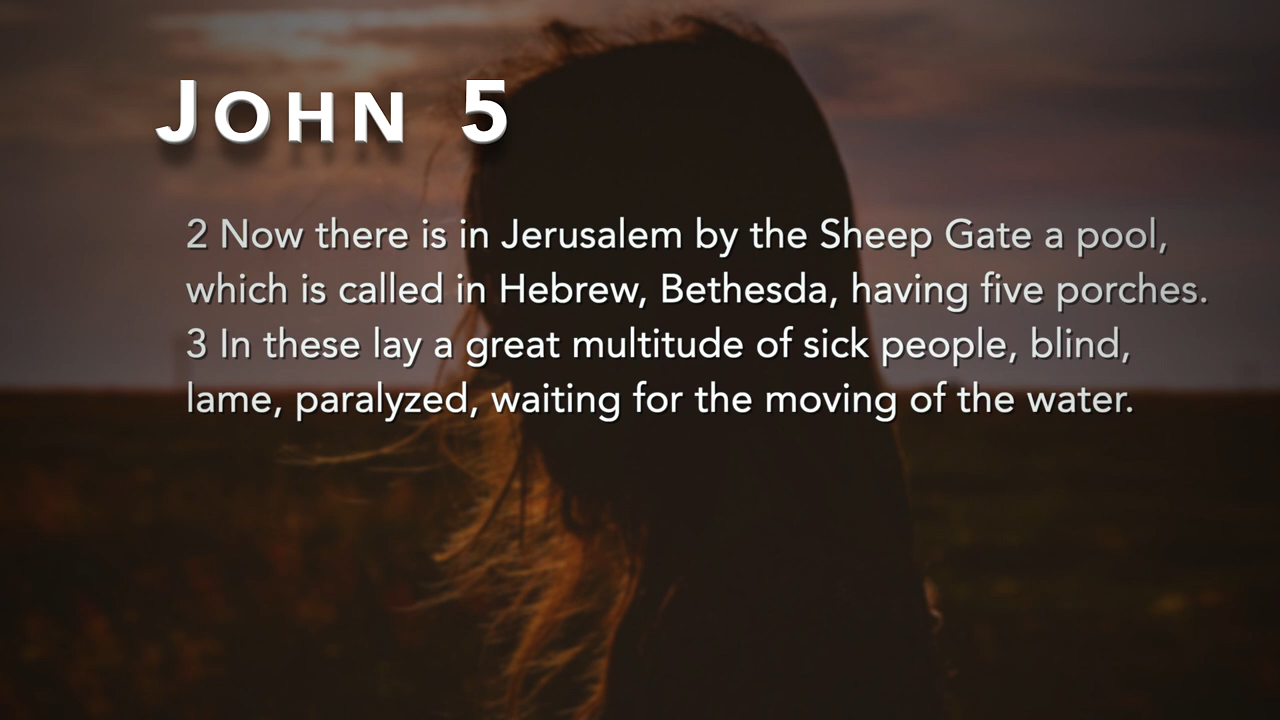 John 5
2 Now there is in Jerusalem by the Sheep Gate a pool,
which is called in Hebrew, Bethesda, having five porches.
3 In these lay a great multitude of sick people, blind,
lame, paralyzed, waiting for the moving of the water.